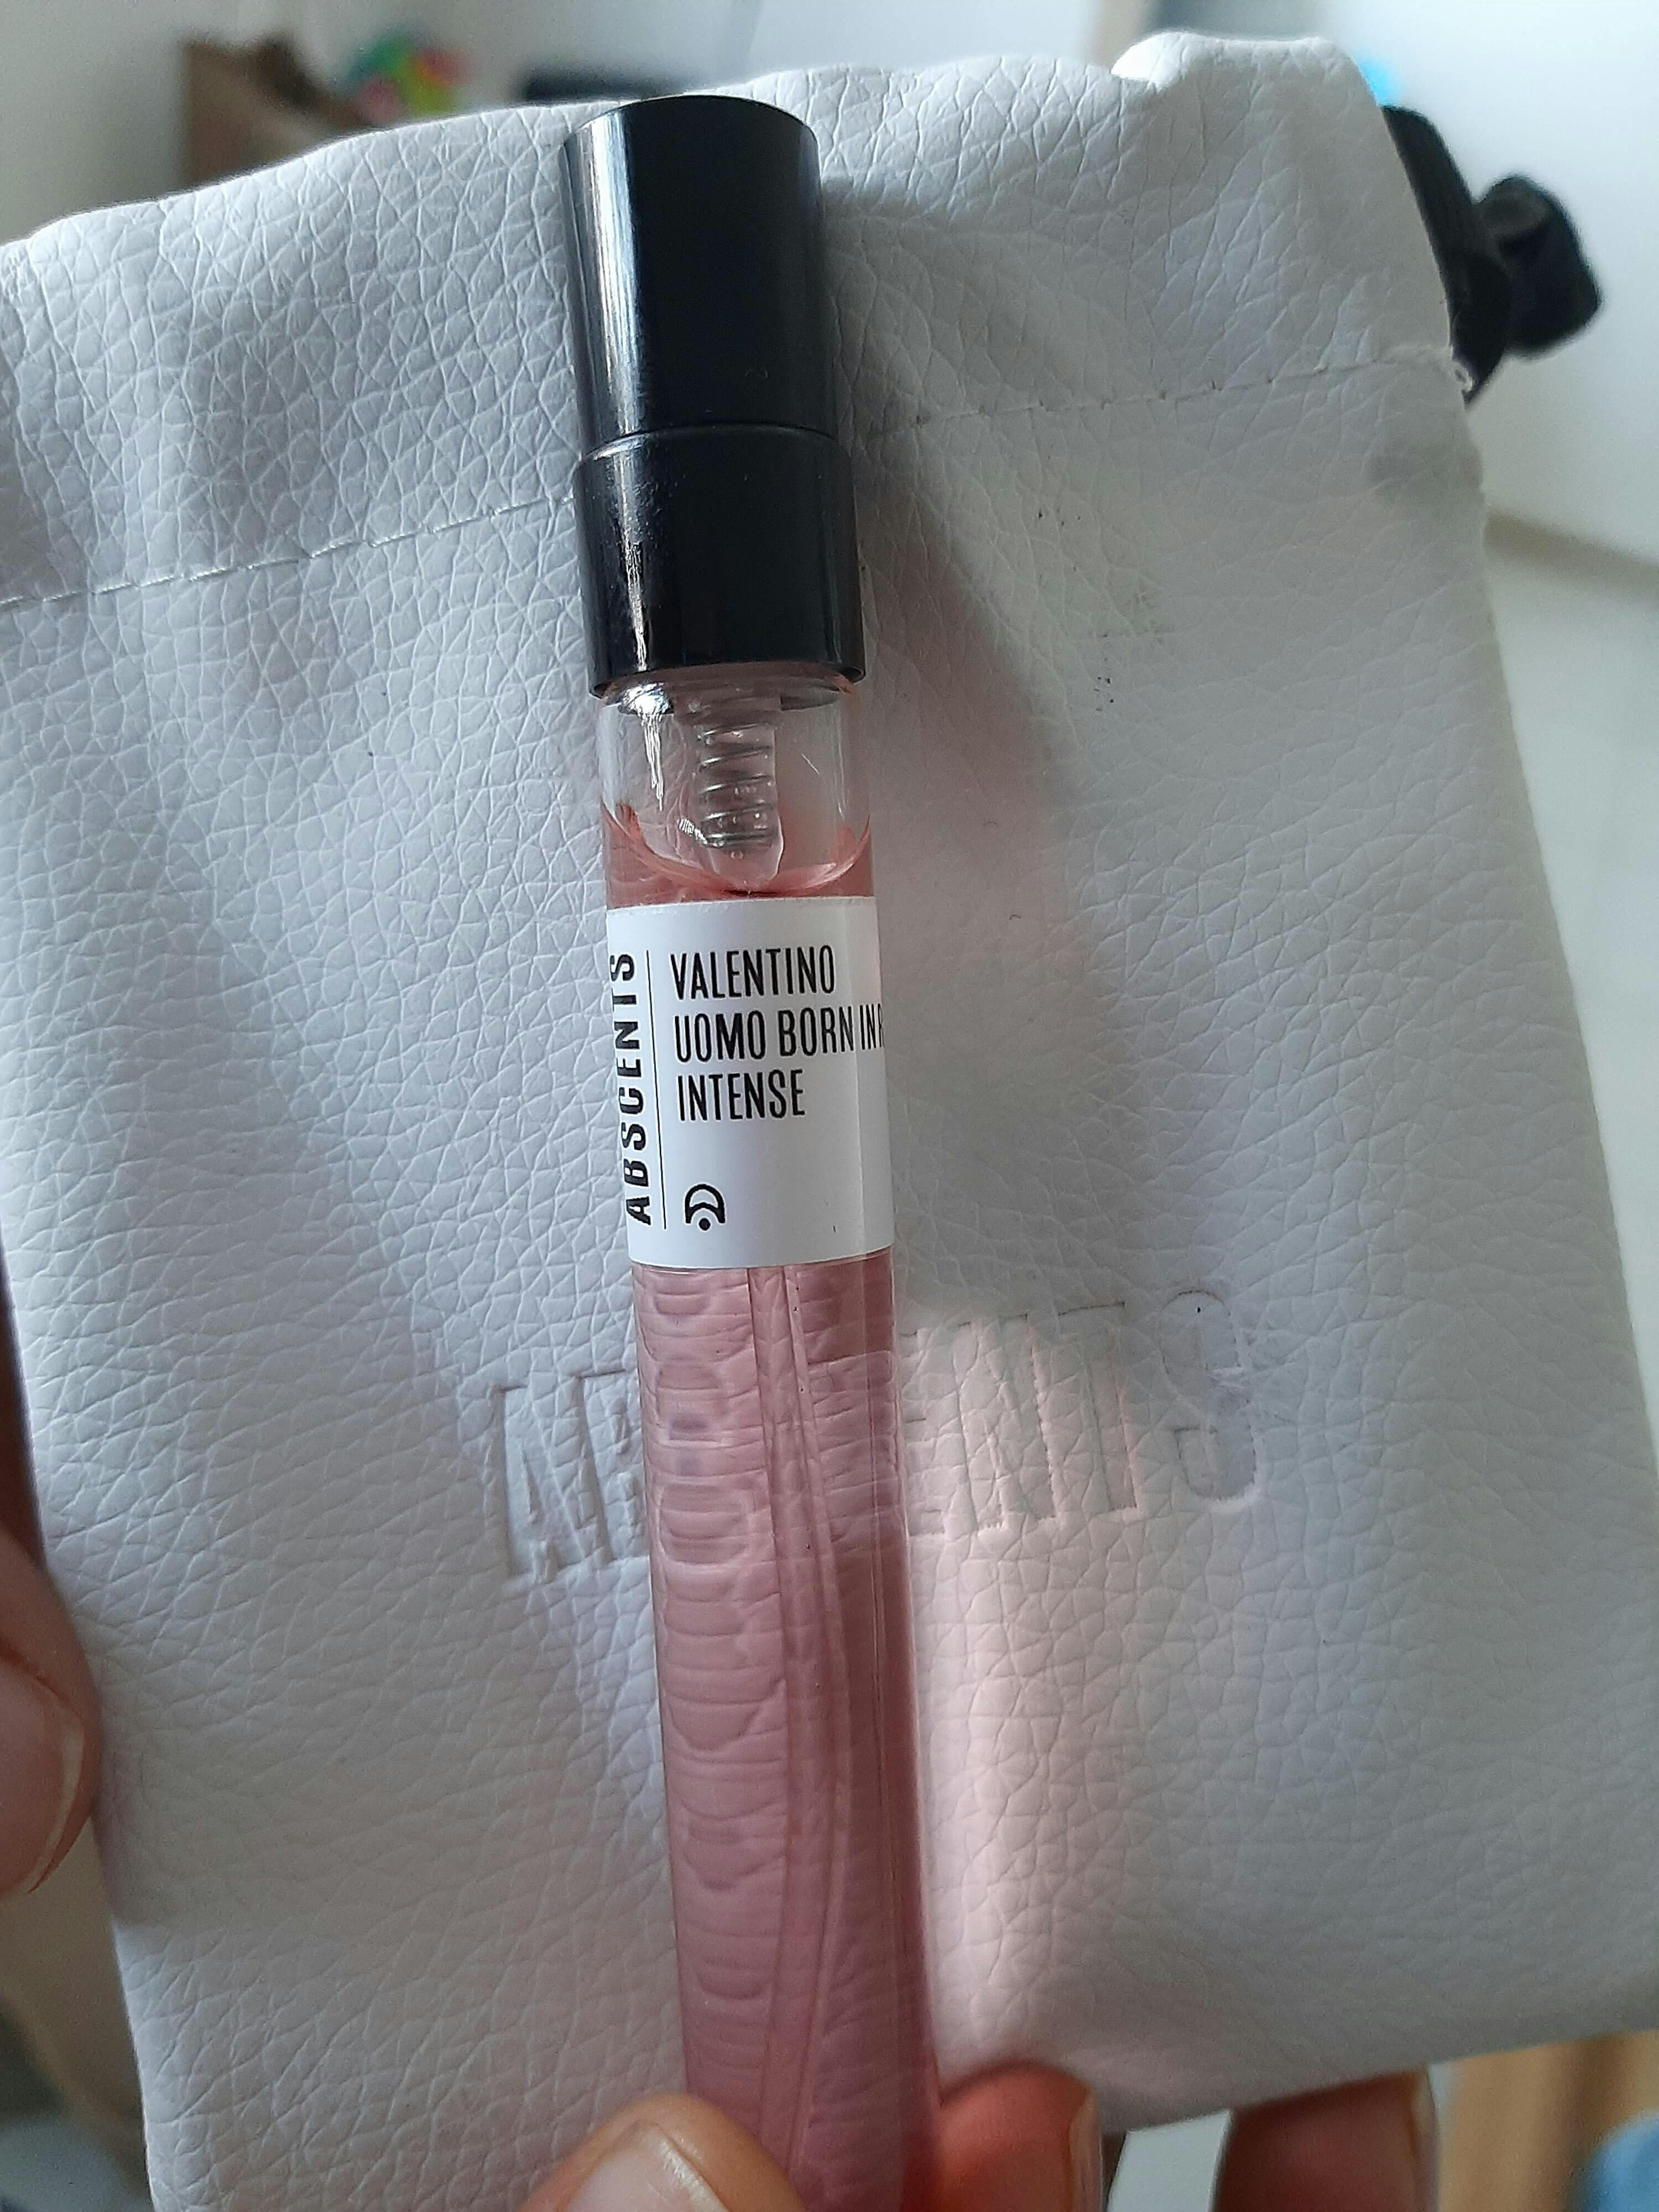 ABSCENTS
VALENTINO
UOMO BORN IN
INTENSE